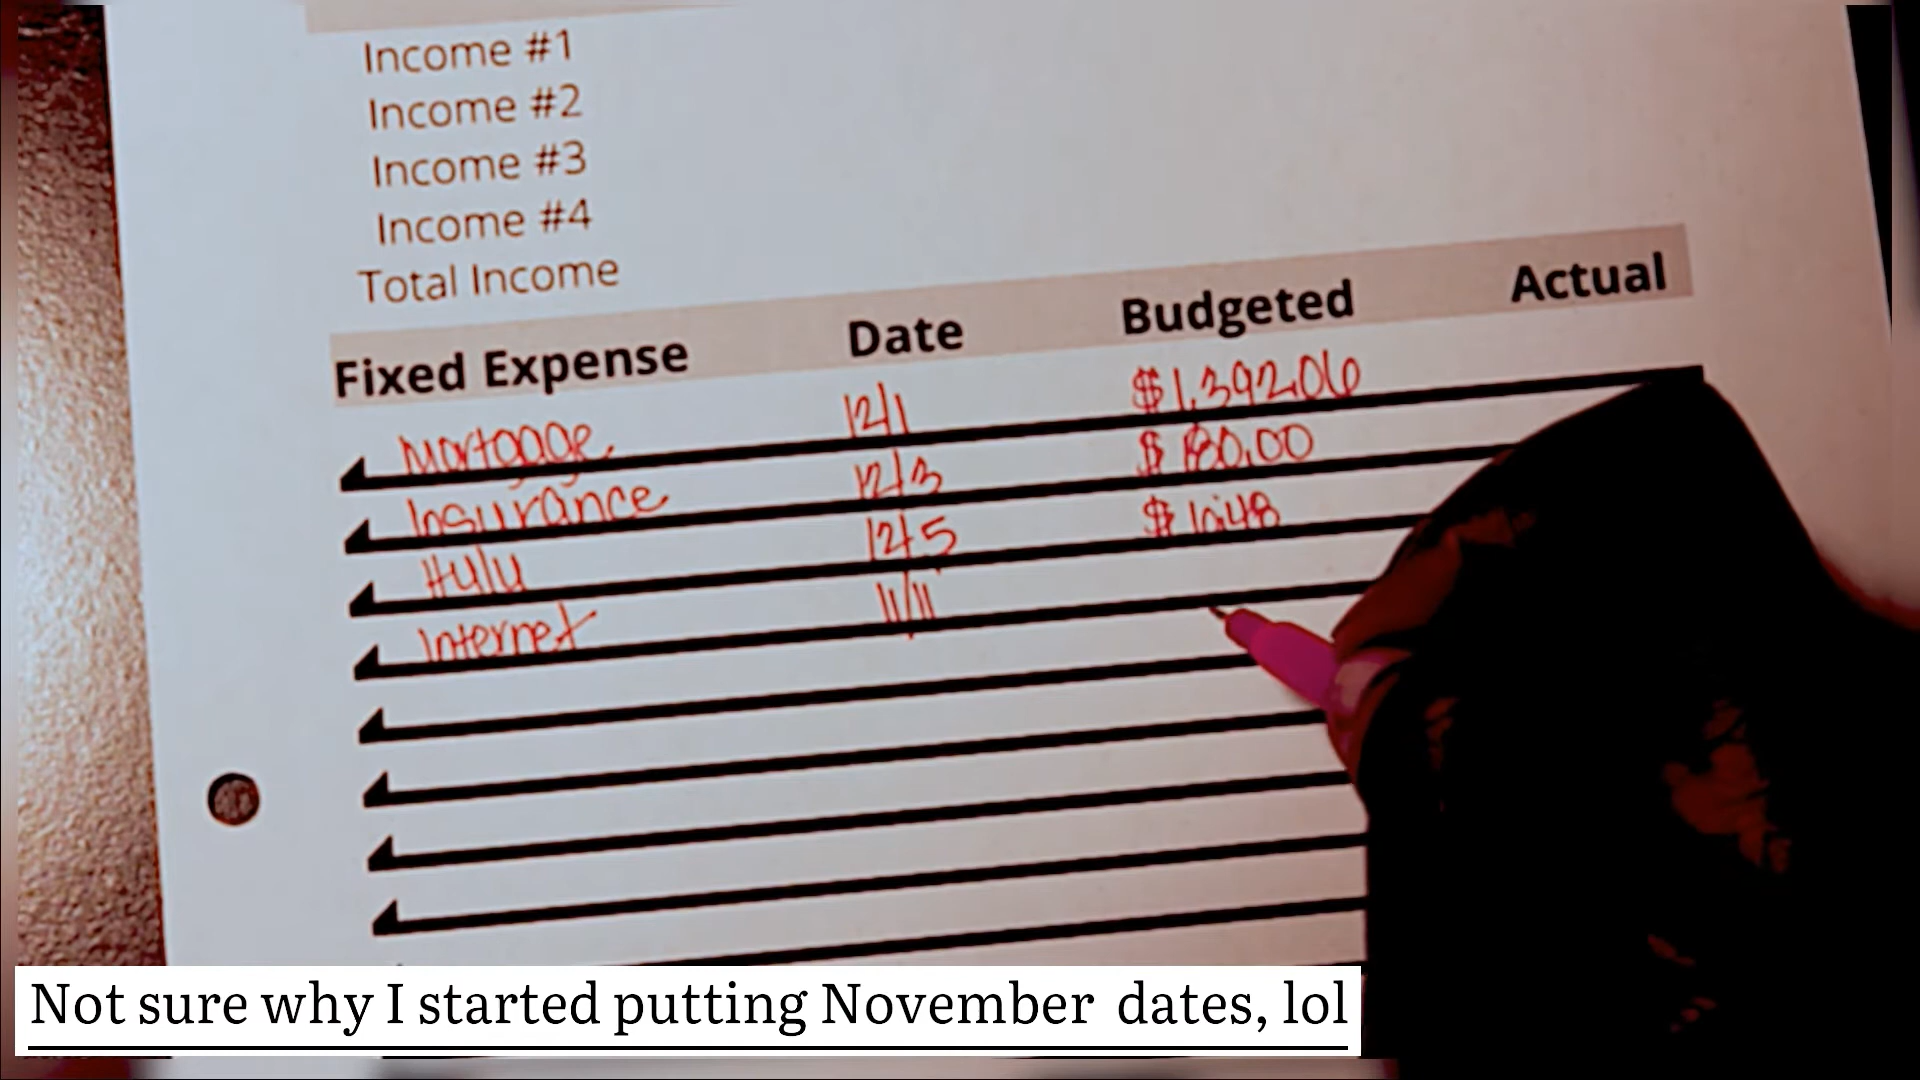 Income #1
Income #2
Income #3
Income #4
Total Income
Fixed Expense Date Budgeted Actual
Mortgage 12/1 $1,392.06
Insurance 12/3 $180.00
Hulu 12/5 $
Internet 11/11
Not sure why I started putting November dates, lol